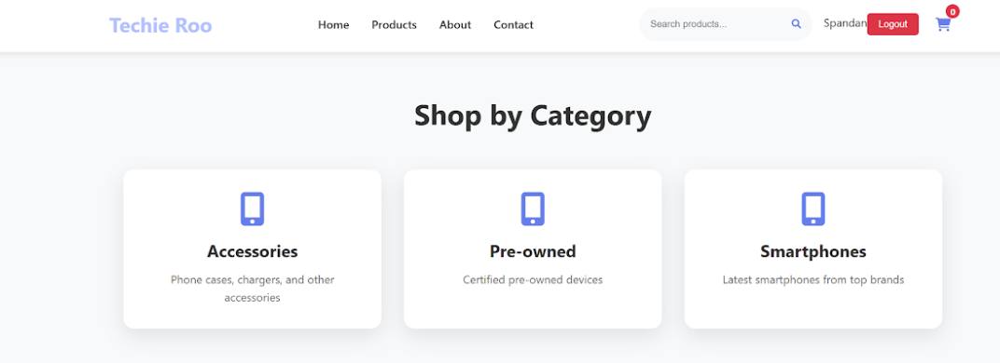 Techie Roo Home Products About Contact Search products... Spandan Logout 0
Shop by Category
Accessories Pre-owned Smartphones
Phone cases, chargers, and other Certified pre-owned devices Latest smartphones from top brands
accessories